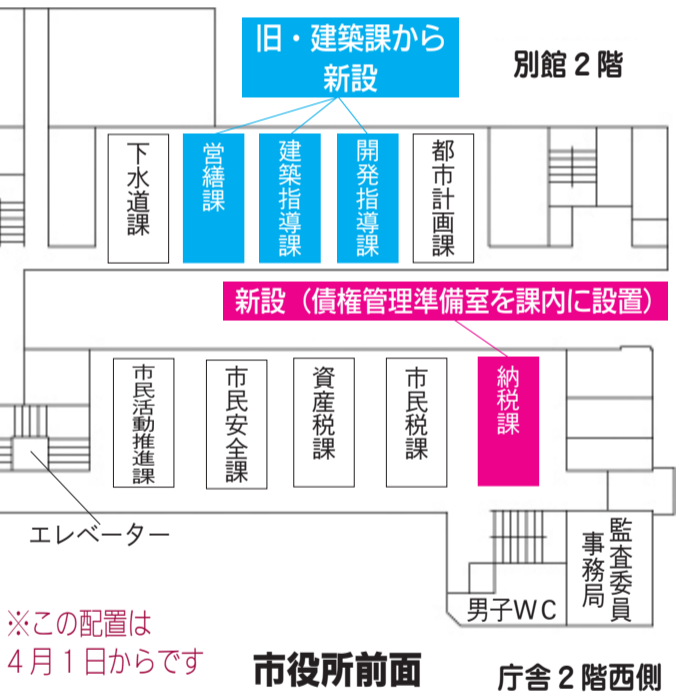 旧・建築課から
新設
別館2階
下水道課
営繕課
建築指導課
開発指導課
都市計画課
新設（債権管理準備室を課内に設置）
市民活動推進課
市民安全課
資産税課
市民税課
納税課
エレベーター
男子WC
監査委員
事務局
※この配置は
4月1日からです
市役所前面
庁舎2階西側